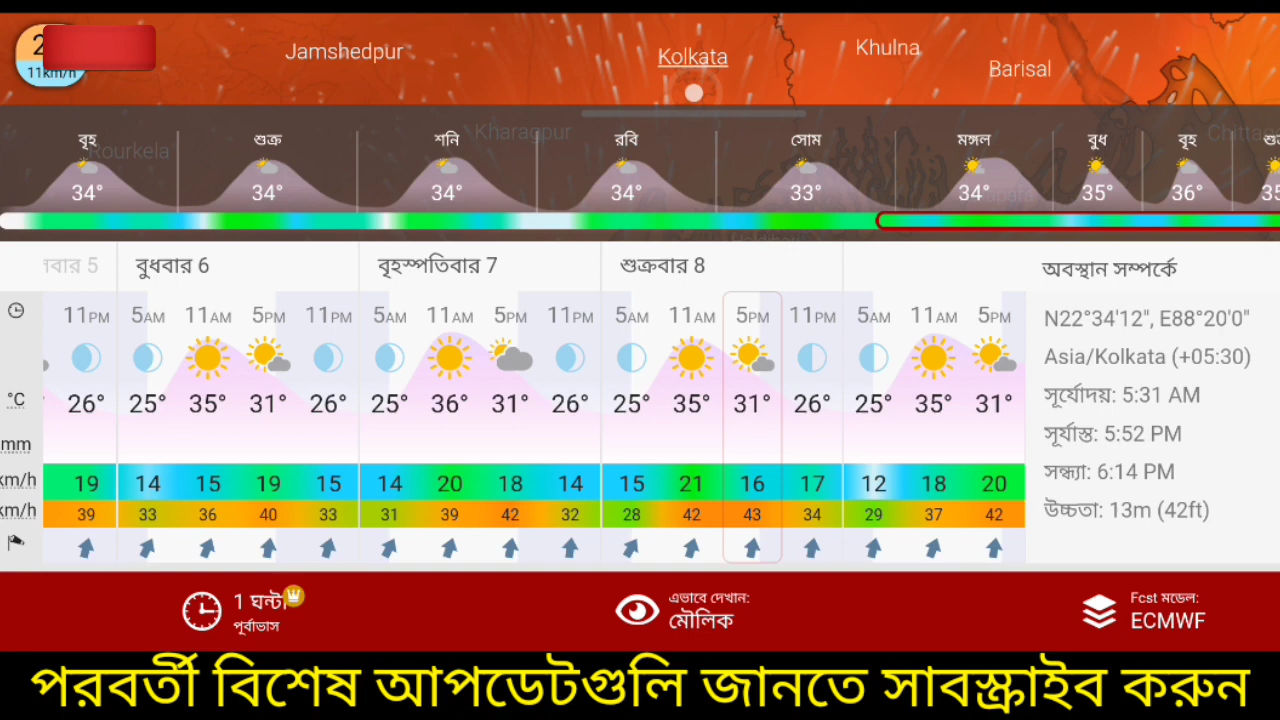 2
11km/h
Jamshedpur
Kolkata
Khulna
Barisal
Kharagpur
Rourkela
বৃহ শুক্র শনি রবি সোম মঙ্গল বুধ বৃহ
34° 34° 34° 34° 33° 34° 35° 36° 35
বুধবার 6 বৃহস্পতিবার 7 শুক্রবার 8
অবস্থান সম্পর্কে
11PM 5AM 11AM 5PM 11PM 5AM 11AM 5PM 11PM 5AM 11AM 5PM 11PM 5AM 11AM 5PM
°C 26° 25° 35° 31° 26° 25° 36° 31° 26° 25° 35° 31° 26° 25° 35° 31°
mm
km/h 19 14 15 19 15 14 20 18 14 15 21 16 17 12 18 20
km/h 39 33 36 40 33 31 39 42 32 28 42 43 34 29 37 42
N22°34'12", E88°20'0"
Asia/Kolkata (+05:30)
সূর্যোদয়: 5:31 AM
সূর্যাস্ত: 5:52 PM
সন্ধ্যা: 6:14 PM
উচ্চতা: 13m (42ft)
1 ঘন্টা
পূর্বাভাস
এভাবে দেখান:
মৌলিক
Fcst মডেল:
ECMWF
পরবর্তী বিশেষ আপডেটগুলি জানতে সাবস্ক্রাইব করুন